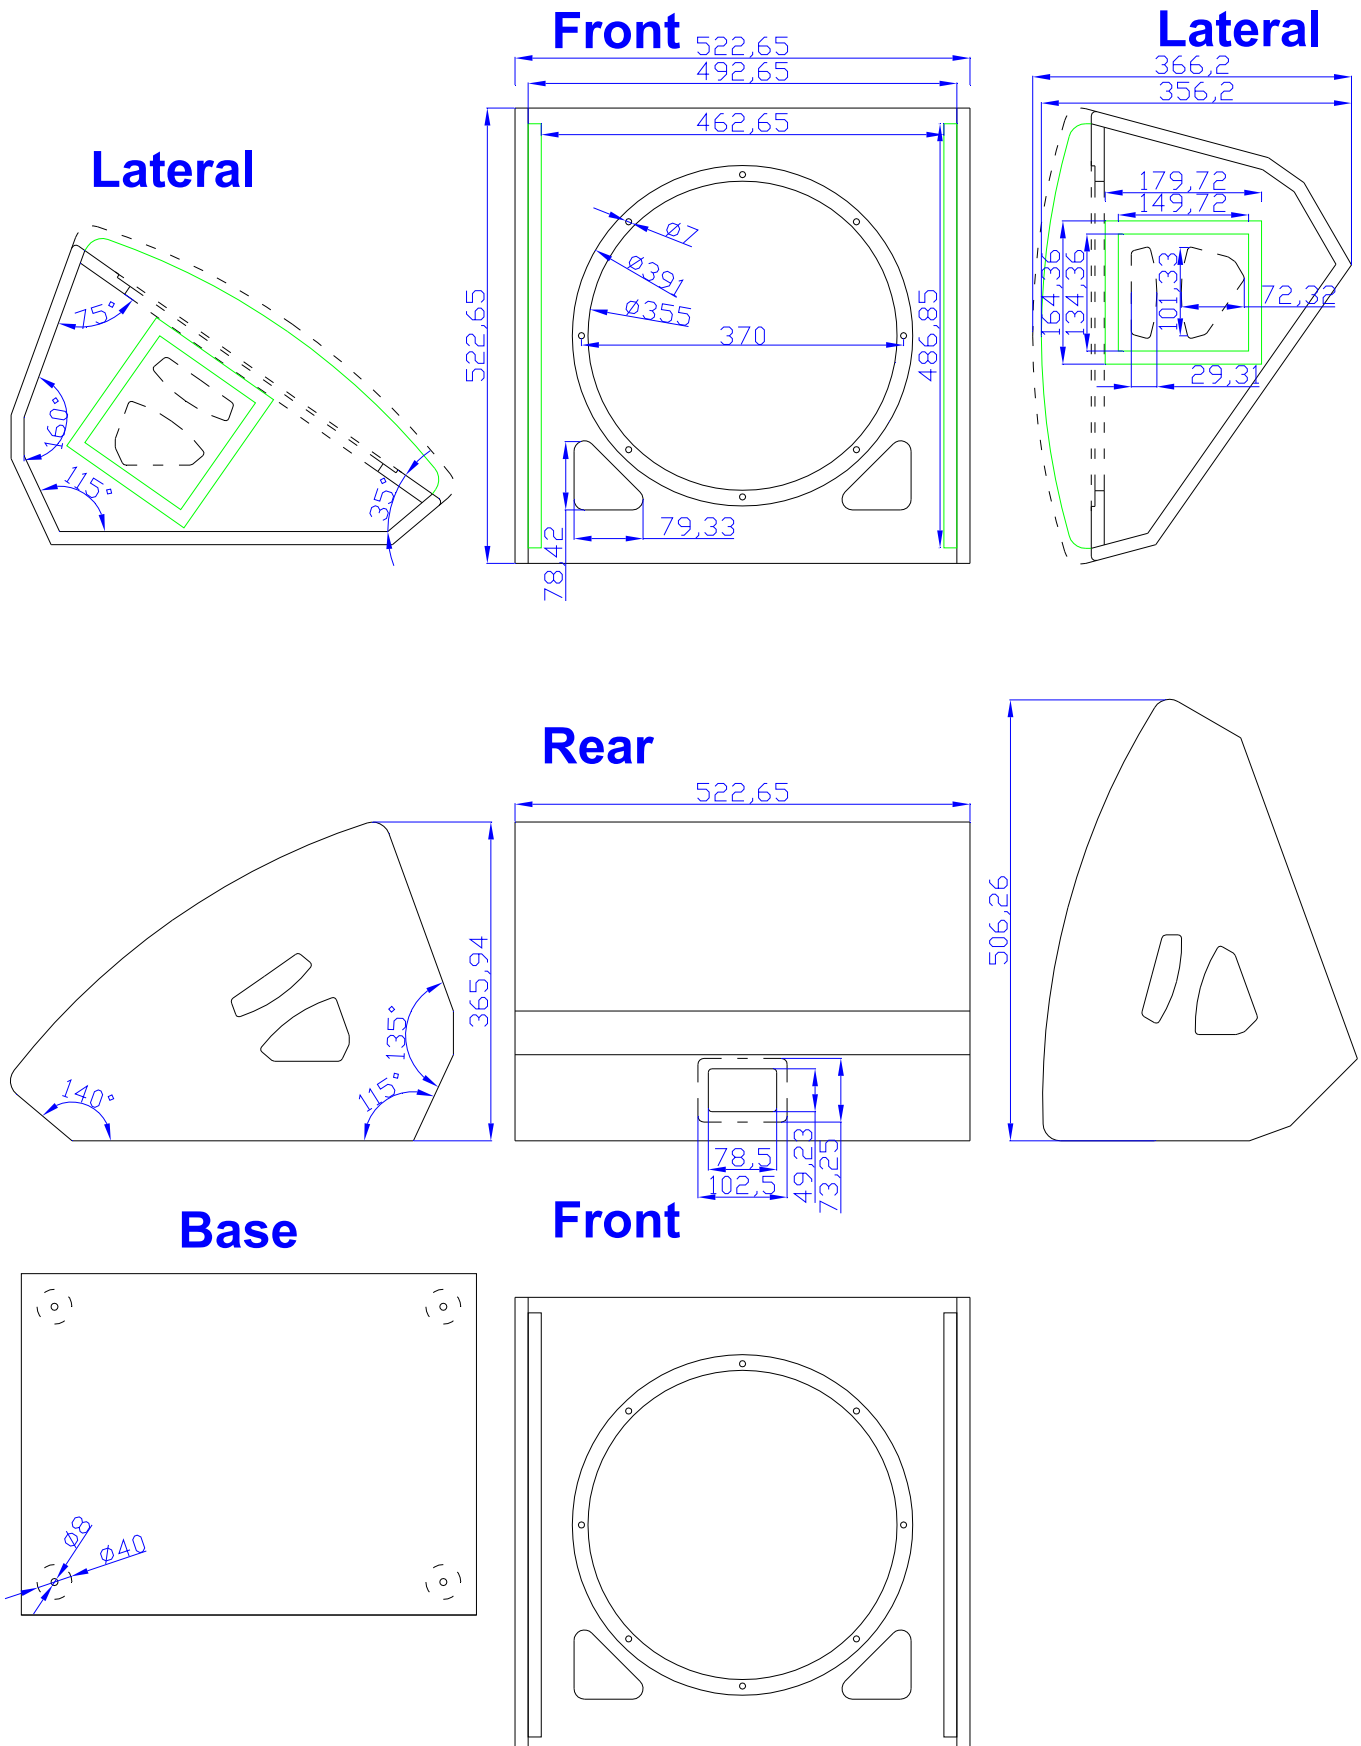 Front
522,65
492,65
462,65
Lateral
366,2
356,2
Lateral
179,72
149,72
164,36
134,36
101,33
72,32
29,31
75°
160°
115°
35°
ø7
ø391
ø355
370
522,65
486,85
79,33
78,42
Rear
522,65
365,94
506,26
135°
115°
140°
78,5
102,5
49,23
73,25
Base
Front
ø8
ø40